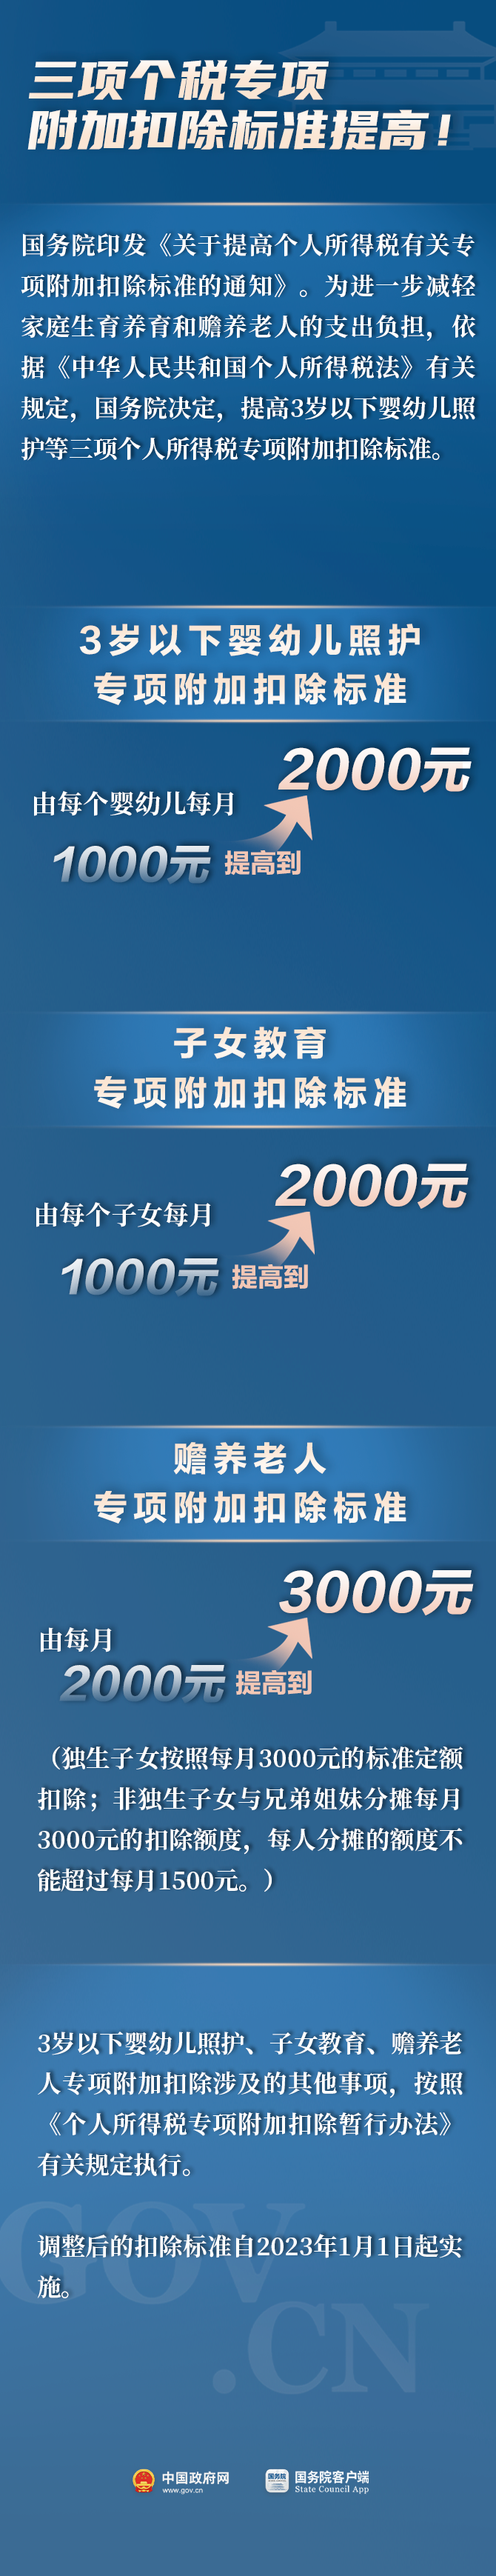 三项个税专项
附加扣除标准提高！
国务院印发《关于提高个人所得税有关专
项附加扣除标准的通知》。为进一步减轻
家庭生育养育和赡养老人的支出负担，依
据《中华人民共和国个人所得税法》有关
规定，国务院决定，提高3岁以下婴幼儿照
护等三项个人所得税专项附加扣除标准。
3岁以下婴幼儿照护
专项附加扣除标准
2000元
由每个婴幼儿每月
1000元 提高到
子女教育
专项附加扣除标准
2000元
由每个子女每月
1000元 提高到
赡养老人
专项附加扣除标准
3000元
由每月
2000元 提高到
（独生子女按照每月3000元的标准定额
扣除；非独生子女与兄弟姐妹分摊每月
3000元的扣除额度，每人分摊的额度不
能超过每月1500元。）
3岁以下婴幼儿照护、子女教育、赡养老
人专项附加扣除涉及的其他事项，按照
《个人所得税专项附加扣除暂行办法》
有关规定执行。
调整后的扣除标准自2023年1月1日起实
施。
GOV
.CN
中国政府网 国务院 国务院客户端
www.gov.cn State Council App